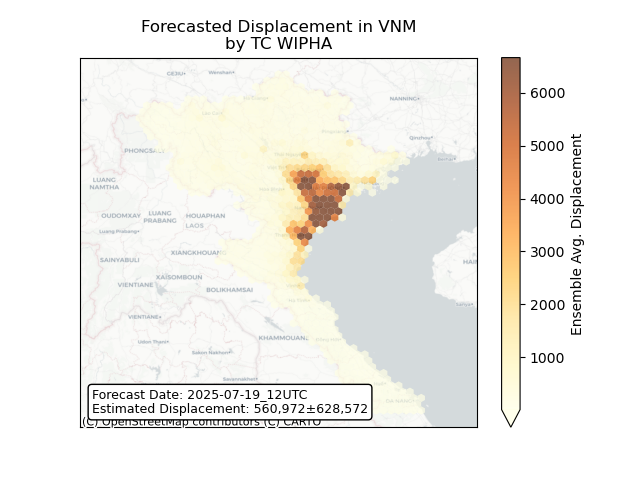 Forecasted Displacement in VNM
by TC WIPHA
GEJIU•
Wenshan•
NANNING•
Qinzhou•
PHONGSALI
LUANG
NAMTHA
OUDOMXAY
LUANG
PRABANG
HOUAPHAN
LAOS
Luang Prabang•
SAINYABULI
XIANGKHOUANG
XAISOMBOUN
VIENTIANE
BOLIKHAMSAI
VIENTIANE•
Udon Thani•
KHAMMOUAN
Sakon Nakhon•
Savannakhet•
HAI
Forecast Date: 2025-07-19_12UTC
Estimated Displacement: 560,972±628,572
(C) OpenStreetMap contributors (C) CARTO
6000
5000
4000
3000
2000
1000
Ensemble Avg. Displacement